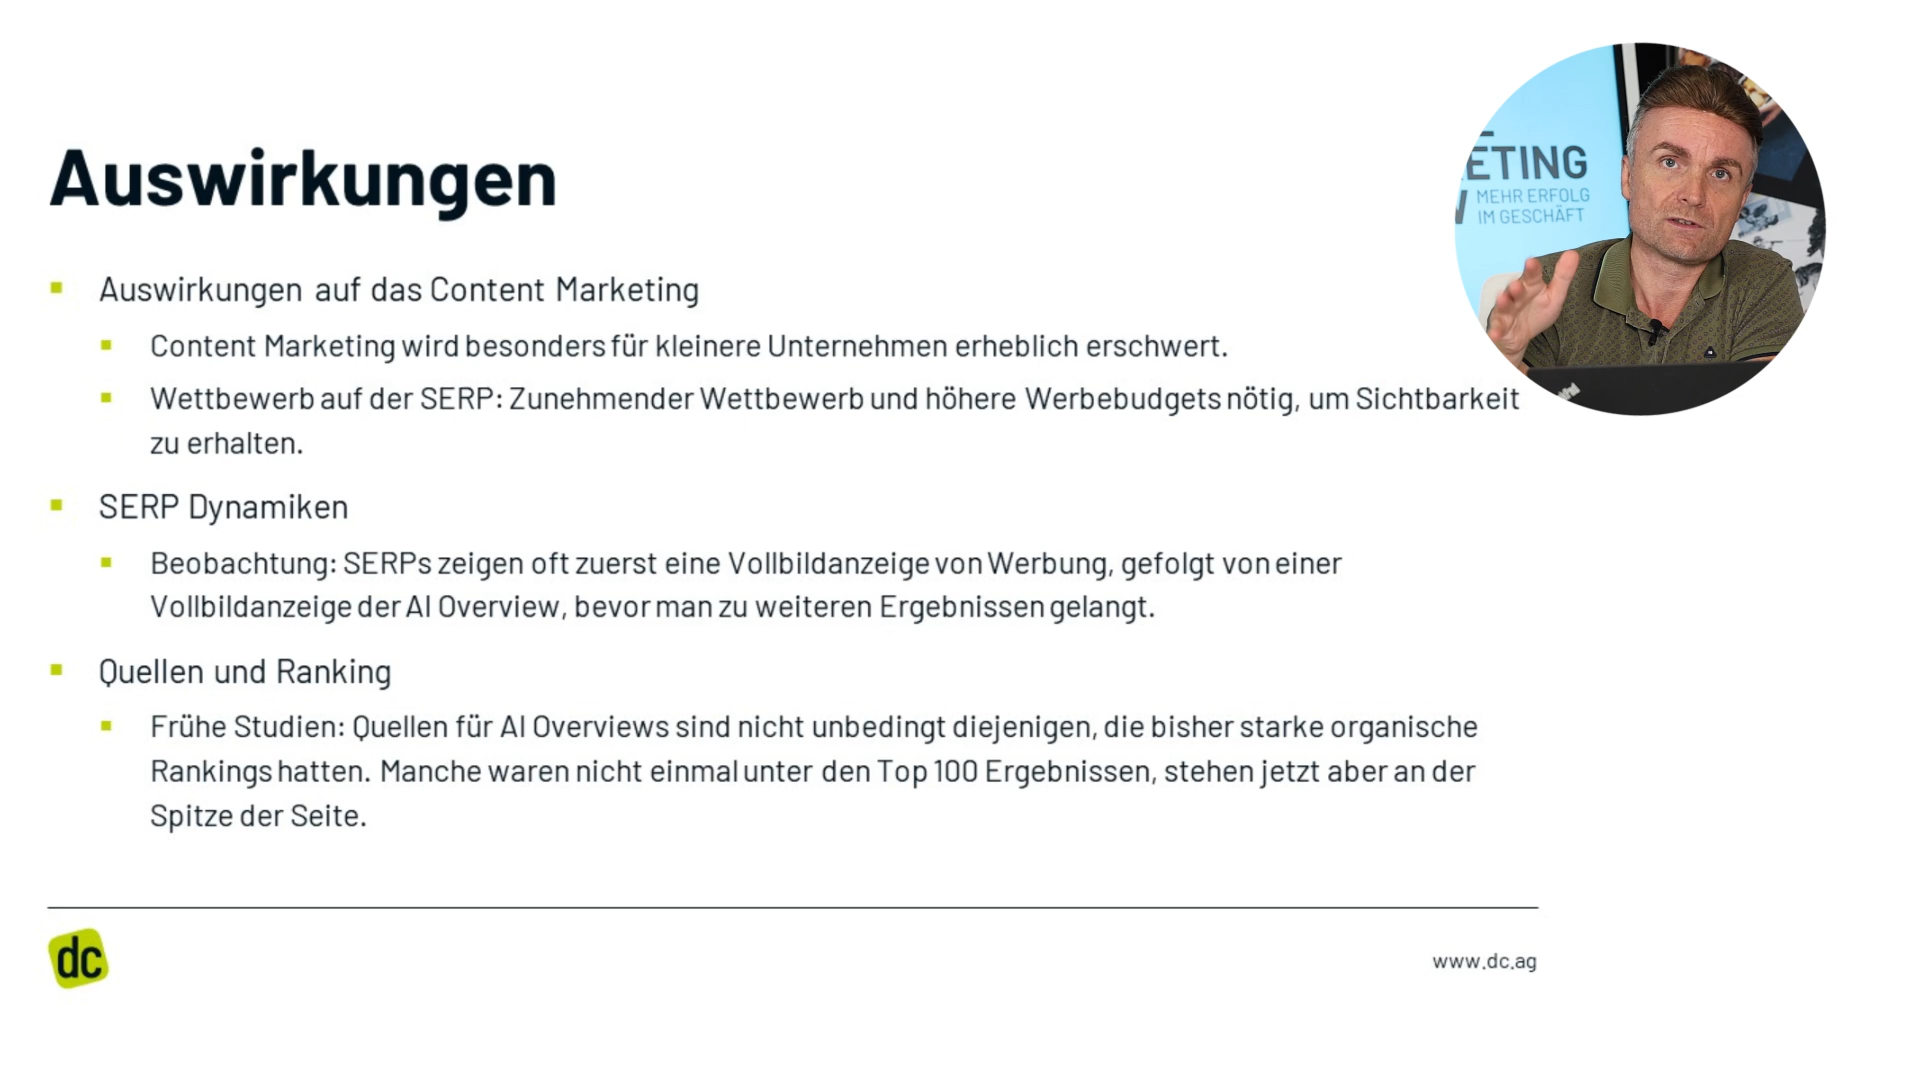 Auswirkungen
ETING
MEHR ERFOLG
IM GESCHÄFT
Auswirkungen auf das Content Marketing
Content Marketing wird besonders für kleinere Unternehmen erheblich erschwert.
Wettbewerb auf der SERP: Zunehmender Wettbewerb und höhere Werbebudgets nötig, um Sichtbarkeit
zu erhalten.
SERP Dynamiken
Beobachtung: SERPs zeigen oft zuerst eine Vollbildanzeige von Werbung, gefolgt von einer
Vollbildanzeige der AI Overview, bevor man zu weiteren Ergebnissen gelangt.
Quellen und Ranking
Frühe Studien: Quellen für AI Overviews sind nicht unbedingt diejenigen, die bisher starke organische
Rankings hatten. Manche waren nicht einmal unter den Top 100 Ergebnissen, stehen jetzt aber an der
Spitze der Seite.
dc
www.dc.ag